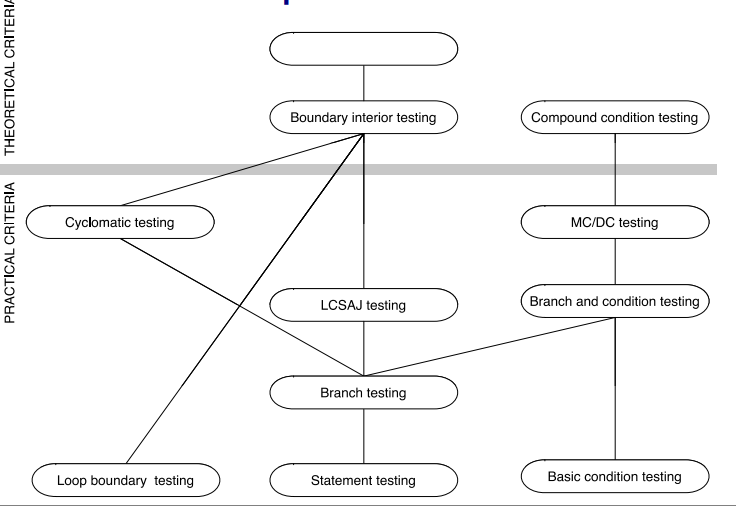 THEORETICAL CRITERIA
Boundary interior testing
Compound condition testing
PRACTICAL CRITERIA
Cyclomatic testing
MC/DC testing
LCSAJ testing
Branch and condition testing
Branch testing
Loop boundary testing
Statement testing
Basic condition testing